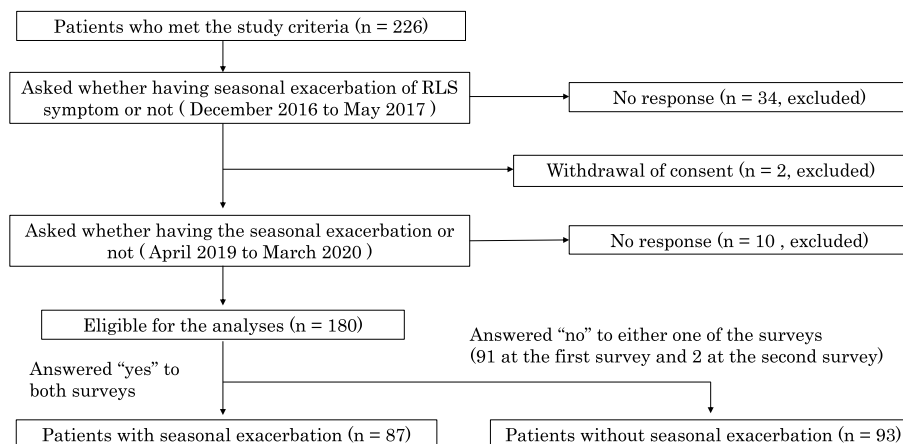 Patients who met the study criteria (n = 226)
Asked whether having seasonal exacerbation of RLS
symptom or not ( December 2016 to May 2017 )
No response (n = 34, excluded)
Withdrawal of consent (n = 2, excluded)
Asked whether having the seasonal exacerbation or
not ( April 2019 to March 2020 )
No response (n = 10 , excluded)
Eligible for the analyses (n = 180)
Answered “no” to either one of the surveys
(91 at the first survey and 2 at the second survey)
Answered “yes” to
both surveys
Patients with seasonal exacerbation (n = 87)
Patients without seasonal exacerbation (n = 93)